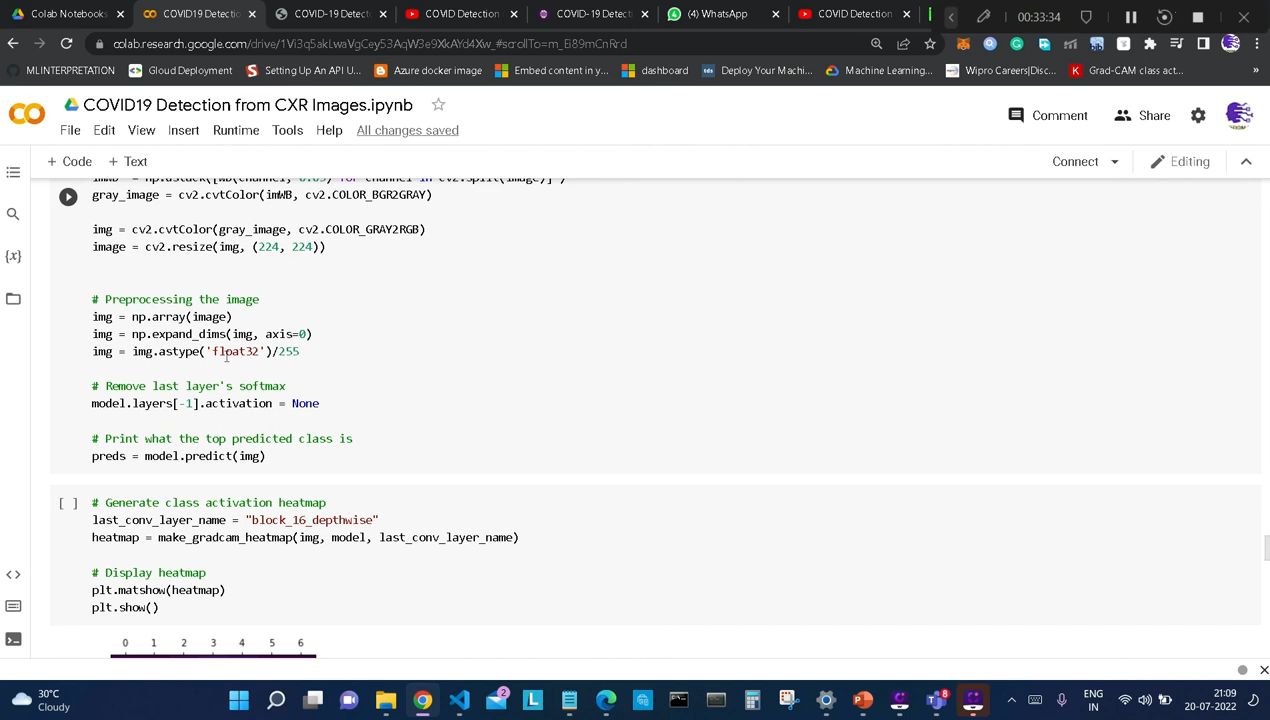 Colab Notebooks
COVID19 Detection
COVID-19 Detecto
COVID Detection
COVID-19 Detecti
(4) WhatsApp
COVID Detection
00:33:34
colab.research.google.com/drive/1Vi3q5akLwaVgCey53AqW3e9XkAYd4Xw_#scrollTo=m_Ei89mCnRrd
MLINTERPRETATION
Gloud Deployment
Setting Up An API U...
Azure docker image
Embed content in y...
dashboard
Deploy Your Machi...
Machine Learning...
Wipro Careers|Disc...
Grad-CAM class act...
»
COVID19 Detection from CXR Images.ipynb
Comment
Share
File Edit View Insert Runtime Tools Help All changes saved
+ Code + Text
Connect
Editing
gray_image = cv2.cvtColor(imWB, cv2.COLOR_BGR2GRAY)
img = cv2.cvtColor(gray_image, cv2.COLOR_GRAY2RGB)
image = cv2.resize(img, (224, 224))
# Preprocessing the image
img = np.array(image)
img = np.expand_dims(img, axis=0)
img = img.astype('float32')/255
# Remove last layer's softmax
model.layers[-1].activation = None
# Print what the top predicted class is
preds = model.predict(img)
[ ] # Generate class activation heatmap
last_conv_layer_name = "block_16_depthwise"
heatmap = make_gradcam_heatmap(img, model, last_conv_layer_name)
# Display heatmap
plt.matshow(heatmap)
plt.show()
0 1 2 3 4 5 6
30°C
Cloudy
ENG
IN
21:09
20-07-2022